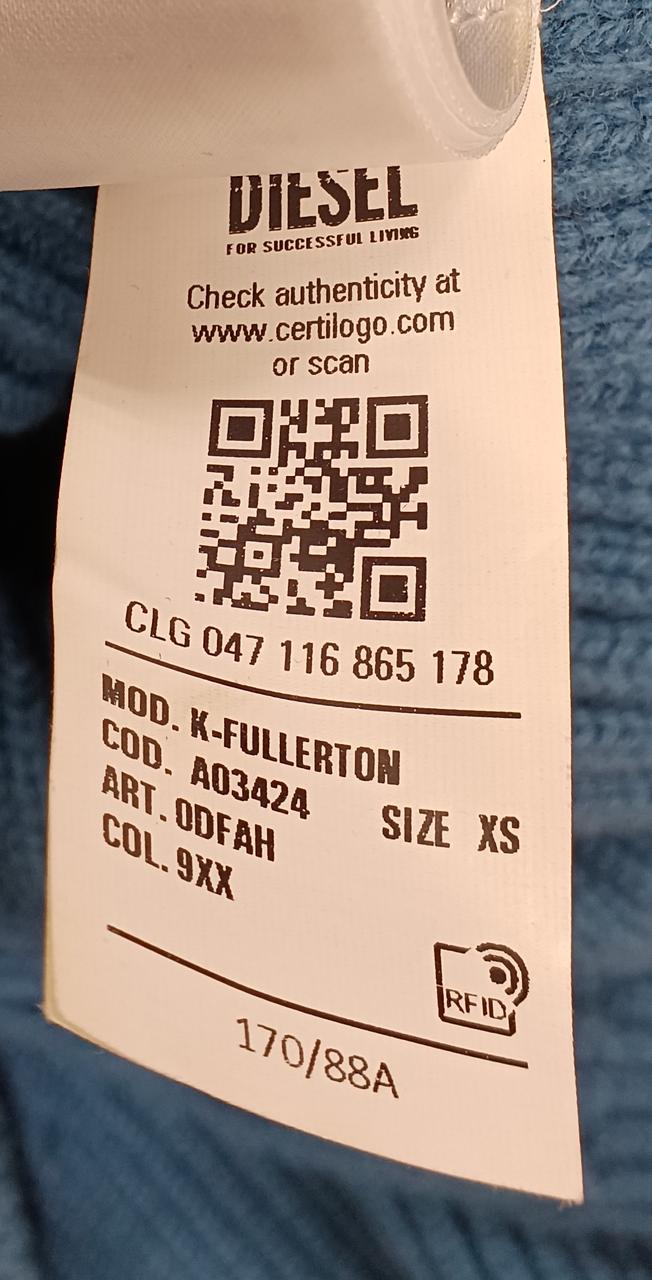 DIESEL
FOR SUCCESSFUL LIVING
Check authenticity at
www.certilogo.com
or scan
CLG 047 116 865 178
MOD. K-FULLERTON
COD. A03424
ART. 0DFAH
SIZE XS
COL. 9XX
RFID
170/88A